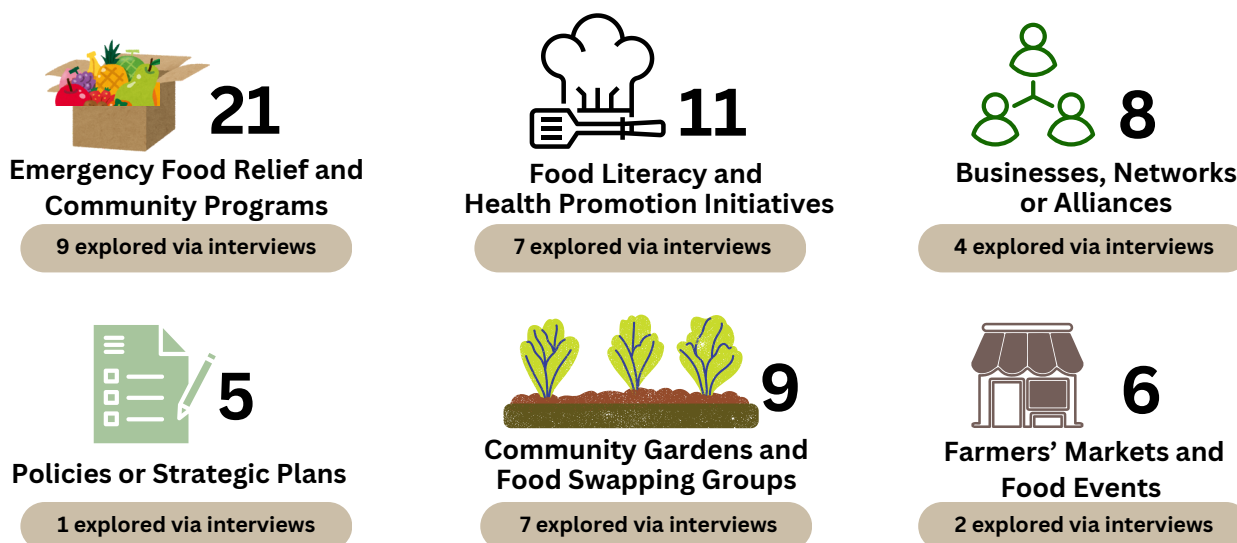 21
Emergency Food Relief and
Community Programs
9 explored via interviews
11
Food Literacy and
Health Promotion Initiatives
7 explored via interviews
8
Businesses, Networks
or Alliances
4 explored via interviews
5
Policies or Strategic Plans
1 explored via interviews
9
Community Gardens and
Food Swapping Groups
7 explored via interviews
6
Farmers’ Markets and
Food Events
2 explored via interviews